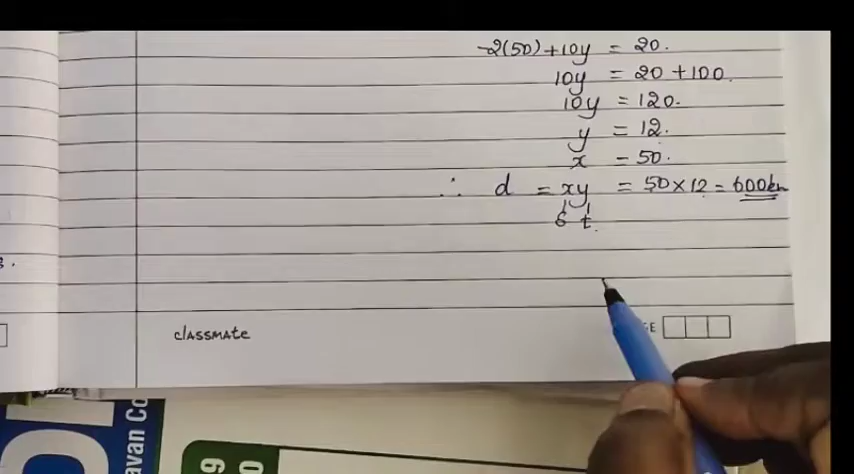 -2(50)+10y = 20.
10y = 20 +100.
10y = 120.
y = 12.
x = 50.
∴ d = xy = 50 × 12 = 600km
s t.
classmate